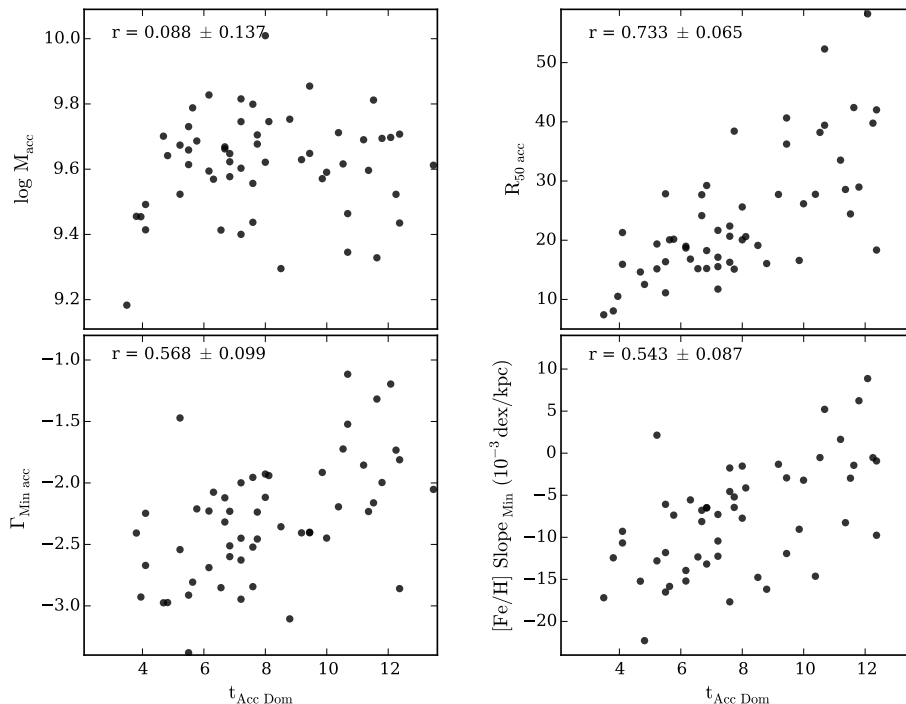 r = 0.088 ± 0.137
10.0
9.8
9.6
9.4
9.2
log M_acc
r = 0.733 ± 0.065
50
40
30
20
10
R_50 acc
r = 0.568 ± 0.099
−1.0
−1.5
−2.0
−2.5
−3.0
Γ_Min acc
4 6 8 10 12
t_Acc Dom
r = 0.543 ± 0.087
10
5
0
−5
−10
−15
−20
[Fe/H] Slope_Min (10^−3 dex/kpc)
4 6 8 10 12
t_Acc Dom